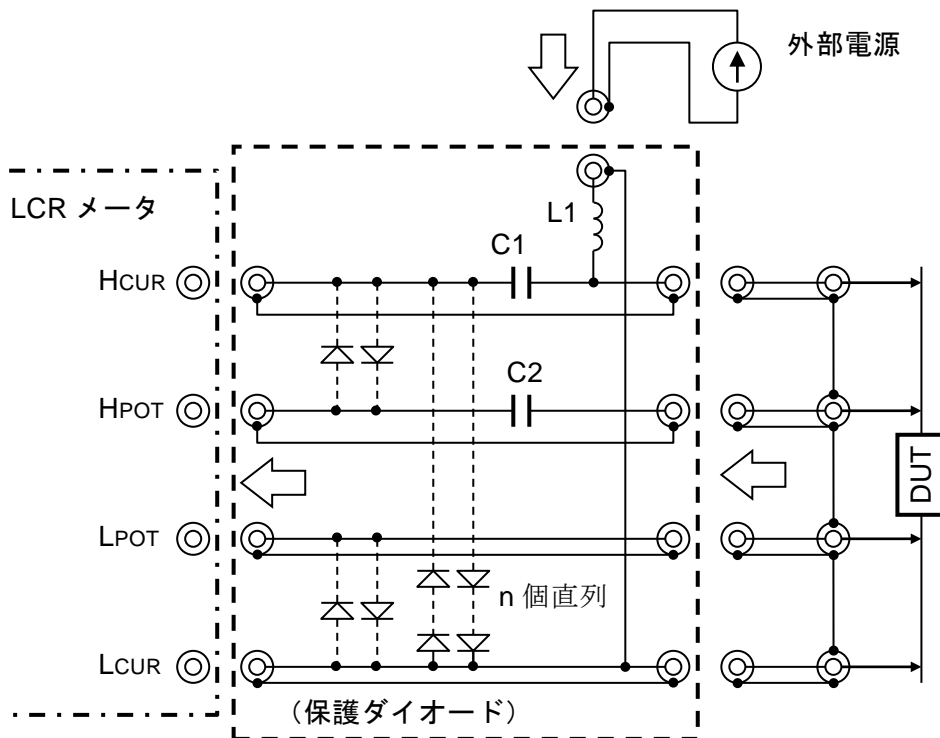 外部電源
LCR メータ
L1
C1
HCUR
C2
HPOT
DUT
LPOT
n 個直列
LCUR
（保護ダイオード）